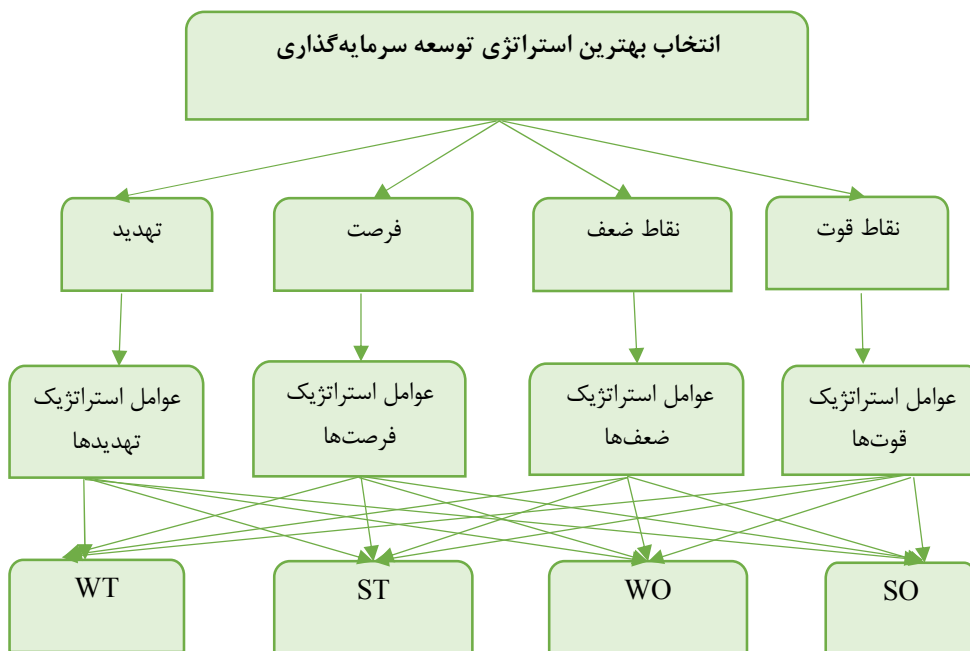 انتخاب بهترین استراتژی توسعه سرمایه‌گذاری
نقاط قوت
نقاط ضعف
فرصت
تهدید
عوامل استراتژیک
قوت‌ها
عوامل استراتژیک
ضعف‌ها
عوامل استراتژیک
فرصت‌ها
عوامل استراتژیک
تهدیدها
SO
WO
ST
WT